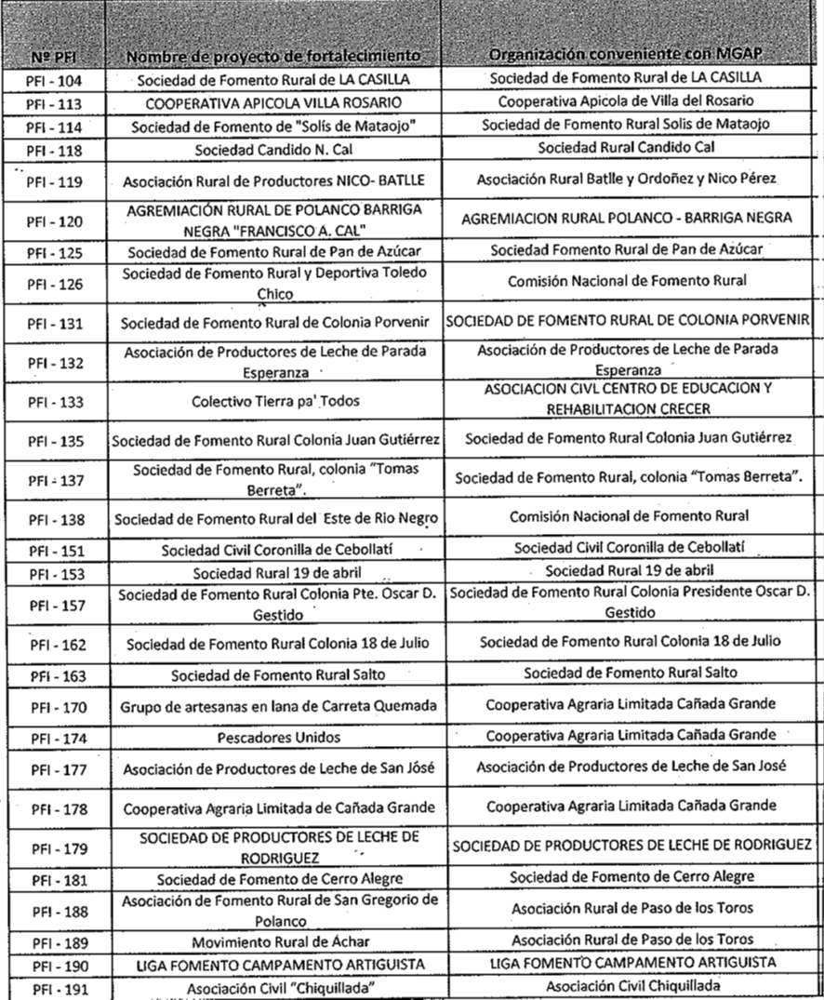 Nº PFI Nombre de proyecto de fortalecimiento Organización conveniente con MGAP
PFI - 104 Sociedad de Fomento Rural de LA CASILLA Sociedad de Fomento Rural de LA CASILLA
PFI - 113 COOPERATIVA APICOLA VILLA ROSARIO Cooperativa Apicola de Villa del Rosario
PFI - 114 Sociedad de Fomento de "Solís de Mataojo" Sociedad de Fomento Rural Solis de Mataojo
PFI - 118 Sociedad Candido N. Cal Sociedad Rural Candido Cal
PFI - 119 Asociación Rural de Productores NICO- BATLLE Asociación Rural Batlle y Ordoñez y Nico Pérez
PFI - 120 AGREMIACIÓN RURAL DE POLANCO BARRIGA
NEGRA "FRANCISCO A. CAL" AGREMIACION RURAL POLANCO - BARRIGA NEGRA
PFI - 125 Sociedad de Fomento Rural de Pan de Azúcar Sociedad Fomento Rural de Pan de Azúcar
PFI - 126 Sociedad de Fomento Rural y Deportiva Toledo
Chico Comisión Nacional de Fomento Rural
PFI - 131 Sociedad de Fomento Rural de Colonia Porvenir SOCIEDAD DE FOMENTO RURAL DE COLONIA PORVENIR
PFI - 132 Asociación de Productores de Leche de Parada
Esperanza Asociación de Productores de Leche de Parada
Esperanza
PFI - 133 Colectivo Tierra pa' Todos ASOCIACION CIVL CENTRO DE EDUCACION Y
REHABILITACION CRECER
PFI - 135 Sociedad de Fomento Rural Colonia Juan Gutiérrez Sociedad de Fomento Rural Colonia Juan Gutiérrez
PFI - 137 Sociedad de Fomento Rural, colonia "Tomas
Berreta". Sociedad de Fomento Rural, colonia "Tomas Berreta".
PFI - 138 Sociedad de Fomento Rural del Este de Rio Negro Comisión Nacional de Fomento Rural
PFI - 151 Sociedad Civil Coronilla de Cebollatí Sociedad Civil Coronilla de Cebollatí
PFI - 153 Sociedad Rural 19 de abril Sociedad Rural 19 de abril
PFI - 157 Sociedad de Fomento Rural Colonia Pte. Oscar D.
Gestido Sociedad de Fomento Rural Colonia Presidente Oscar D.
Gestido
PFI - 162 Sociedad de Fomento Rural Colonia 18 de Julio Sociedad de Fomento Rural Colonia 18 de Julio
PFI - 163 Sociedad de Fomento Rural Salto Sociedad de Fomento Rural Salto
PFI - 170 Grupo de artesanas en lana de Carreta Quemada Cooperativa Agraria Limitada Cañada Grande
PFI - 174 Pescadores Unidos Cooperativa Agraria Limitada Cañada Grande
PFI - 177 Asociación de Productores de Leche de San José Asociación de Productores de Leche de San José
PFI - 178 Cooperativa Agraria Limitada de Cañada Grande Cooperativa Agraria Limitada Cañada Grande
PFI - 179 SOCIEDAD DE PRODUCTORES DE LECHE DE
RODRIGUEZ SOCIEDAD DE PRODUCTORES DE LECHE DE RODRIGUEZ
PFI - 181 Sociedad de Fomento de Cerro Alegre Sociedad de Fomento de Cerro Alegre
PFI - 188 Asociación de Fomento Rural de San Gregorio de
Polanco Asociación Rural de Paso de los Toros
PFI - 189 Movimiento Rural de Áchar Asociación Rural de Paso de los Toros
PFI - 190 LIGA FOMENTO CAMPAMENTO ARTIGUISTA LIGA FOMENTO CAMPAMENTO ARTIGUISTA
PFI - 191 Asociación Civil "Chiquillada" Asociación Civil Chiquillada